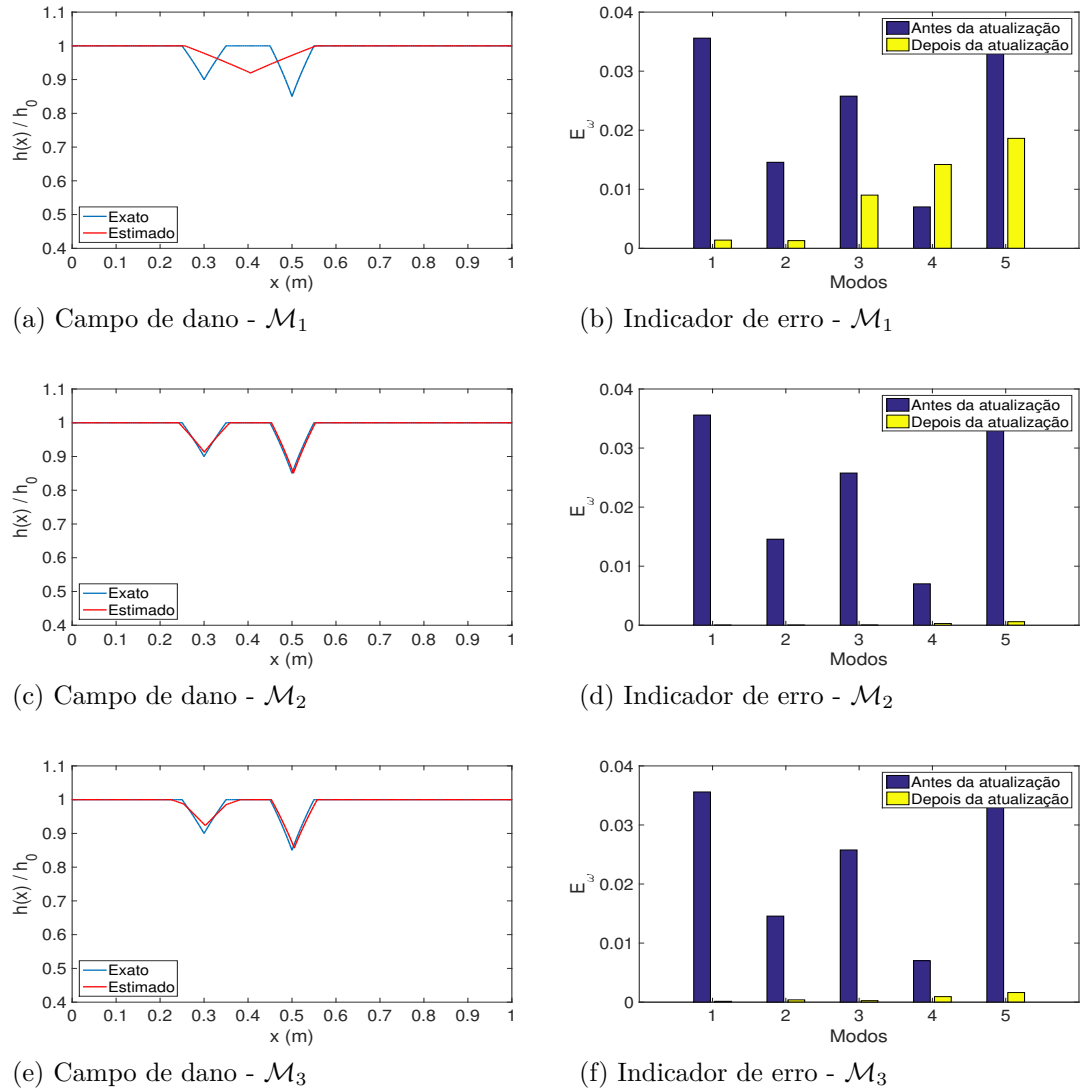 1.1
1
0.9
0.8
0.7
0.6
0.5
0.4
h(x) / h_0
Exato
Estimado
0 0.1 0.2 0.3 0.4 0.5 0.6 0.7 0.8 0.9 1
x (m)
(a) Campo de dano - M_1
0.04
0.03
0.02
0.01
0
E_ω
Antes da atualização
Depois da atualização
1 2 3 4 5
Modos
(b) Indicador de erro - M_1
1.1
1
0.9
0.8
0.7
0.6
0.5
0.4
h(x) / h_0
Exato
Estimado
0 0.1 0.2 0.3 0.4 0.5 0.6 0.7 0.8 0.9 1
x (m)
(c) Campo de dano - M_2
0.04
0.03
0.02
0.01
0
E_ω
Antes da atualização
Depois da atualização
1 2 3 4 5
Modos
(d) Indicador de erro - M_2
1.1
1
0.9
0.8
0.7
0.6
0.5
0.4
h(x) / h_0
Exato
Estimado
0 0.1 0.2 0.3 0.4 0.5 0.6 0.7 0.8 0.9 1
x (m)
(e) Campo de dano - M_3
0.04
0.03
0.02
0.01
0
E_ω
Antes da atualização
Depois da atualização
1 2 3 4 5
Modos
(f) Indicador de erro - M_3